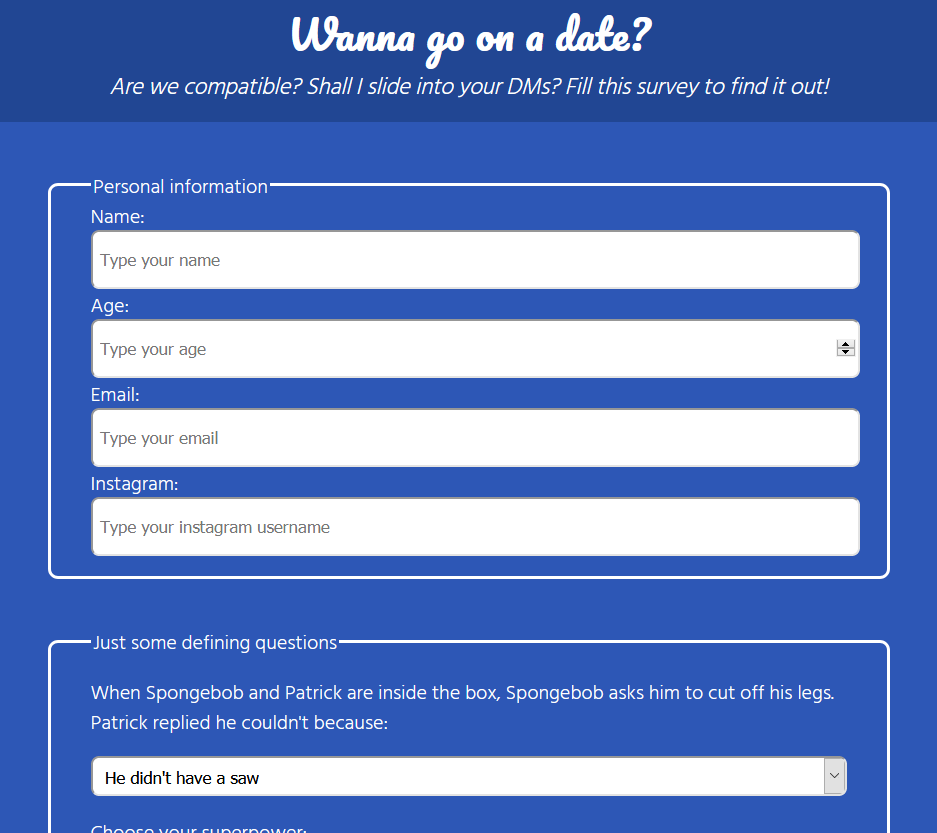 Wanna go on a date?
Are we compatible? Shall I slide into your DMs? Fill this survey to find it out!
Personal information
Name:
Type your name
Age:
Type your age
Email:
Type your email
Instagram:
Type your instagram username
Just some defining questions
When Spongebob and Patrick are inside the box, Spongebob asks him to cut off his legs.
Patrick replied he couldn't because:
He didn't have a saw
Choose your superpower: